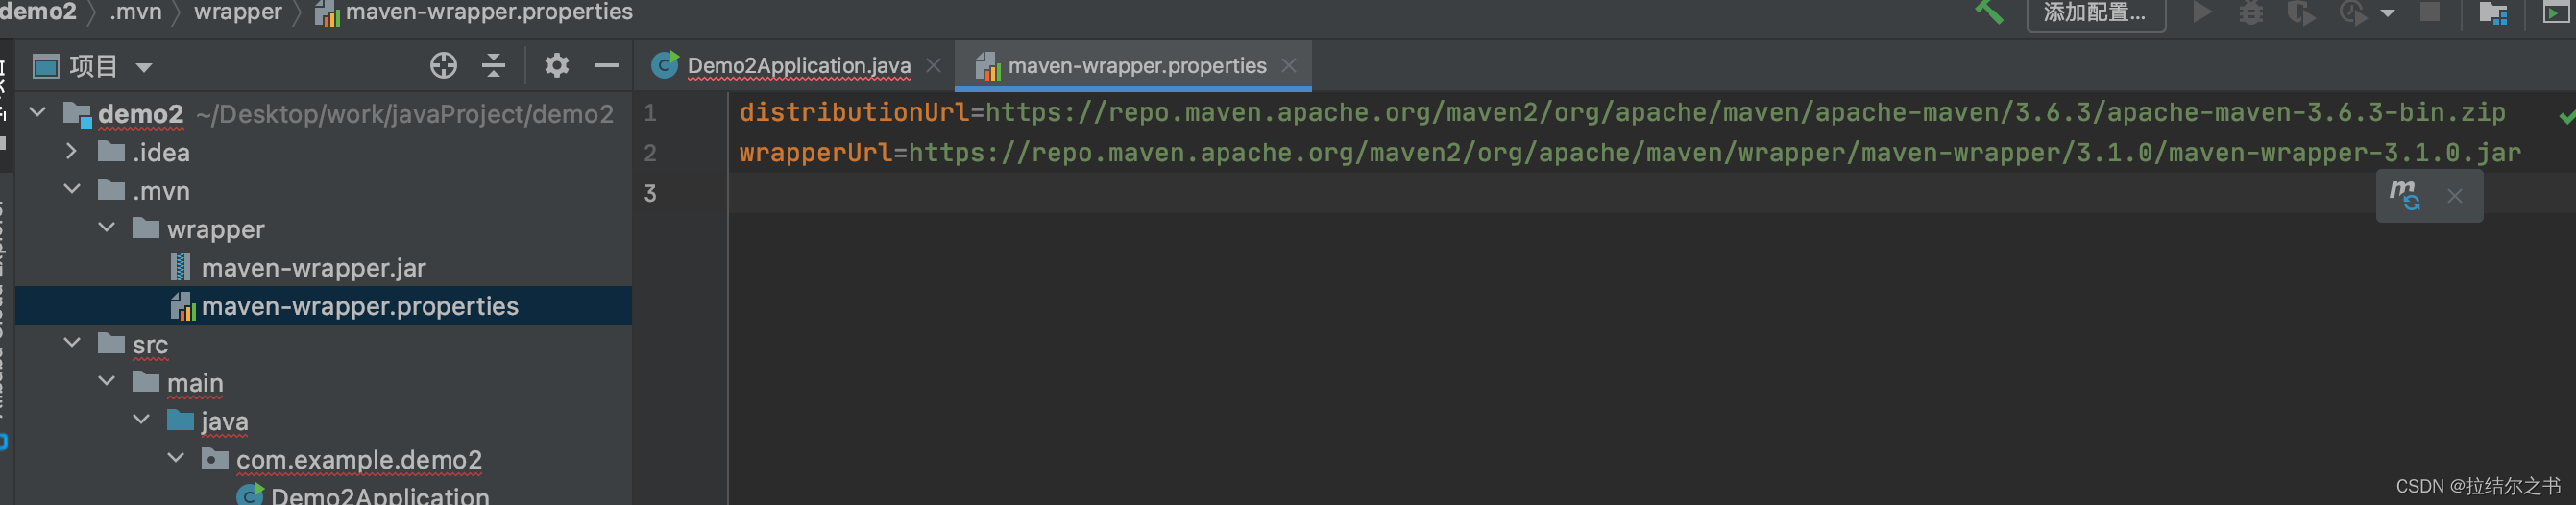 demo2 .mvn wrapper maven-wrapper.properties
添加配置...
项目
Demo2Application.java
maven-wrapper.properties
demo2 ~/Desktop/work/javaProject/demo2
.idea
.mvn
wrapper
maven-wrapper.jar
maven-wrapper.properties
src
main
java
com.example.demo2
Demo2Application
1 distributionUrl=https://repo.maven.apache.org/maven2/org/apache/maven/apache-maven/3.6.3/apache-maven-3.6.3-bin.zip
2 wrapperUrl=https://repo.maven.apache.org/maven2/org/apache/maven/wrapper/maven-wrapper/3.1.0/maven-wrapper-3.1.0.jar
3
m
CSDN @拉结尔之书